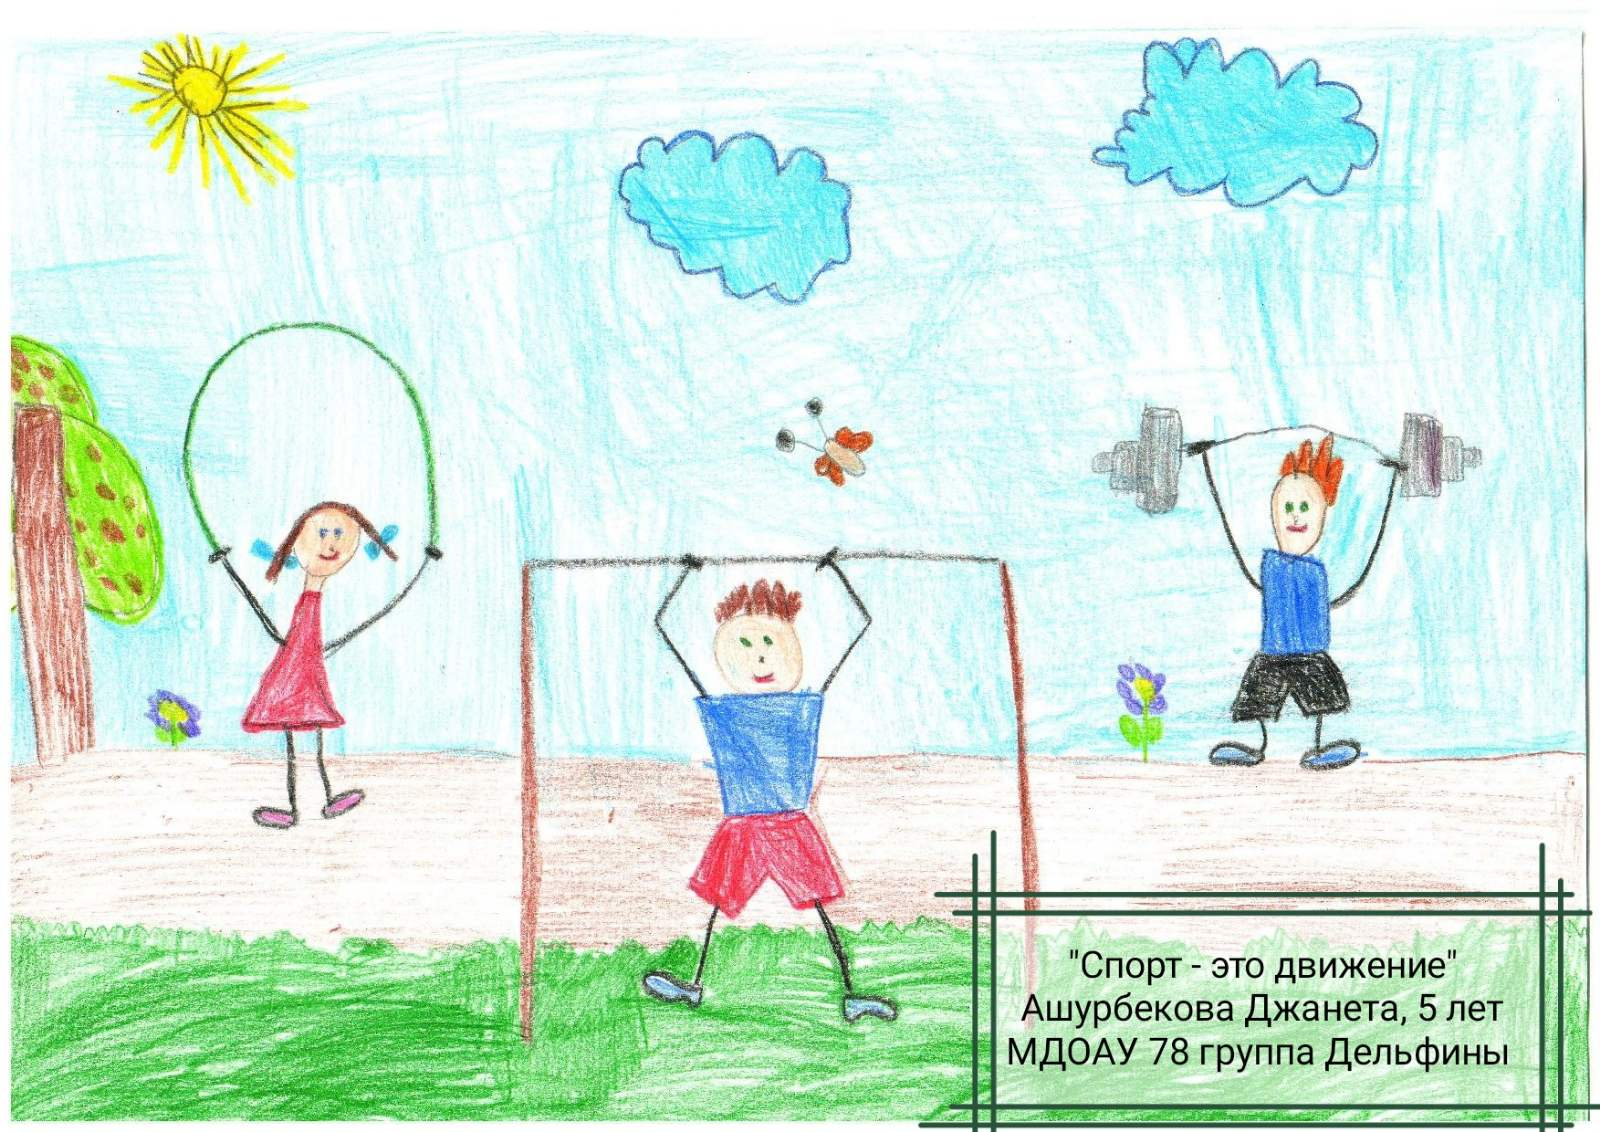 "Спорт - это движение"
Ашурбекова Джанета, 5 лет
МДОАУ 78 группа Дельфины